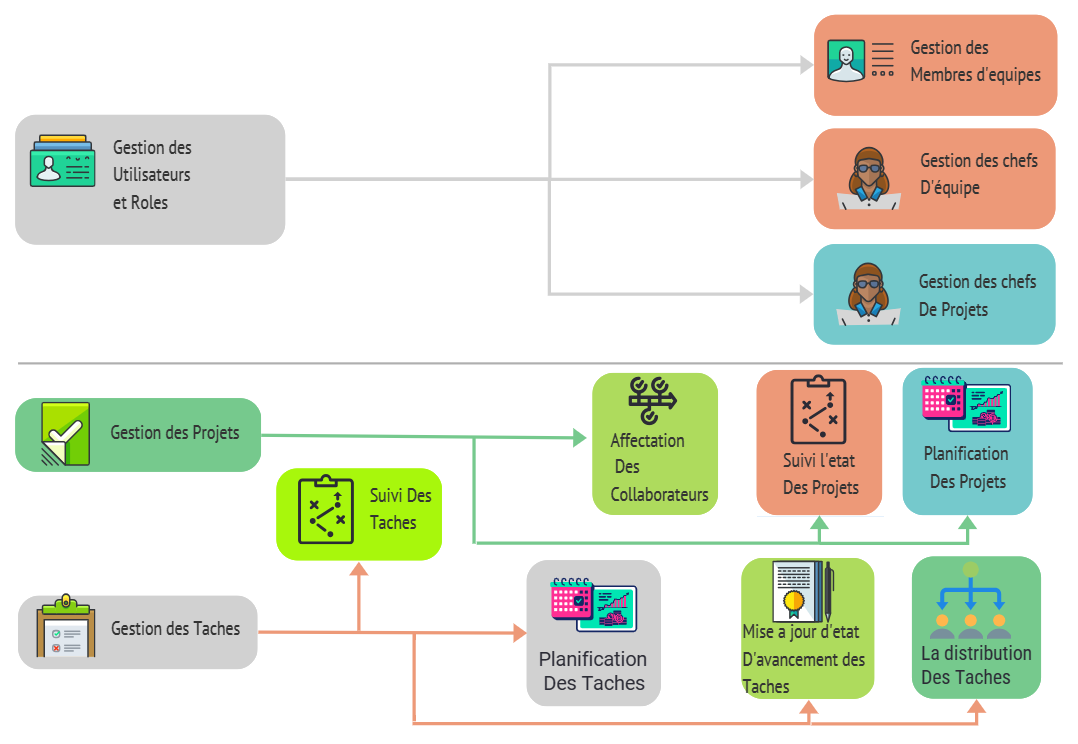 Gestion des
Membres d'equipes
Gestion des
Utilisateurs
et Roles
Gestion des chefs
D'équipe
Gestion des chefs
De Projets
Gestion des Projets
Affectation
Des
Collaborateurs
Suivi l'etat
Des Projets
Planification
Des Projets
Suivi Des
Taches
Gestion des Taches
Planification
Des Taches
Mise a jour d'etat
D'avancement des
Taches
La distribution
Des Taches